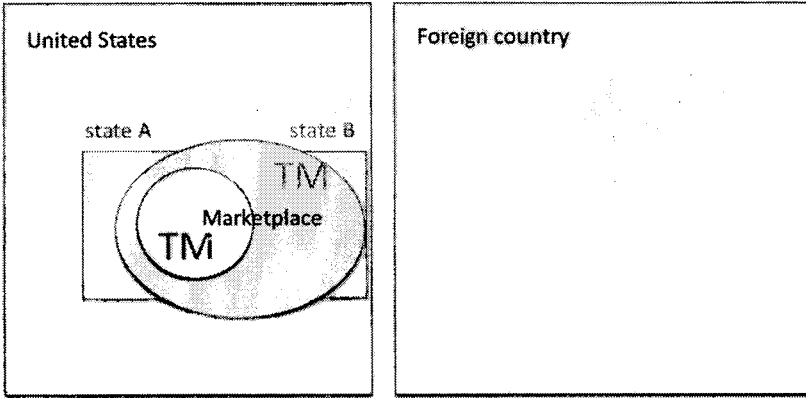 United States
Foreign country
state A
state B
TM
Marketplace
TM